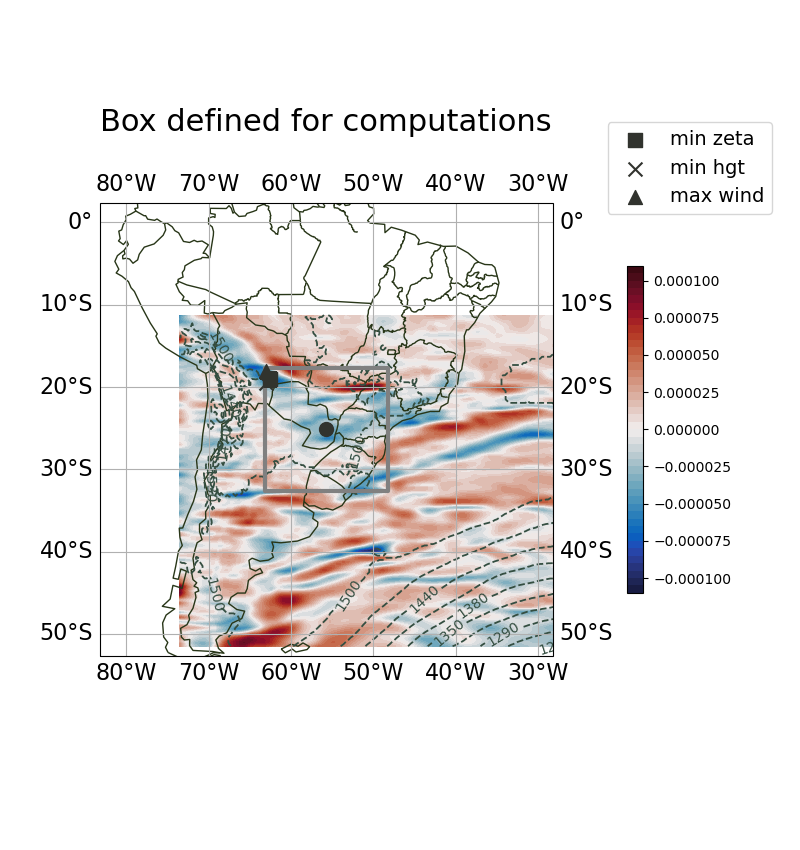 Box defined for computations
min zeta
min hgt
max wind
80°W 70°W 60°W 50°W 40°W 30°W
0° 0°
10°S 10°S
20°S 20°S
30°S 30°S
40°S 40°S
50°S 50°S
80°W 70°W 60°W 50°W 40°W 30°W
1500
1500
1500
1500
1440
1380
1350
1290
0.000100
0.000075
0.000050
0.000025
0.000000
−0.000025
−0.000050
−0.000075
−0.000100